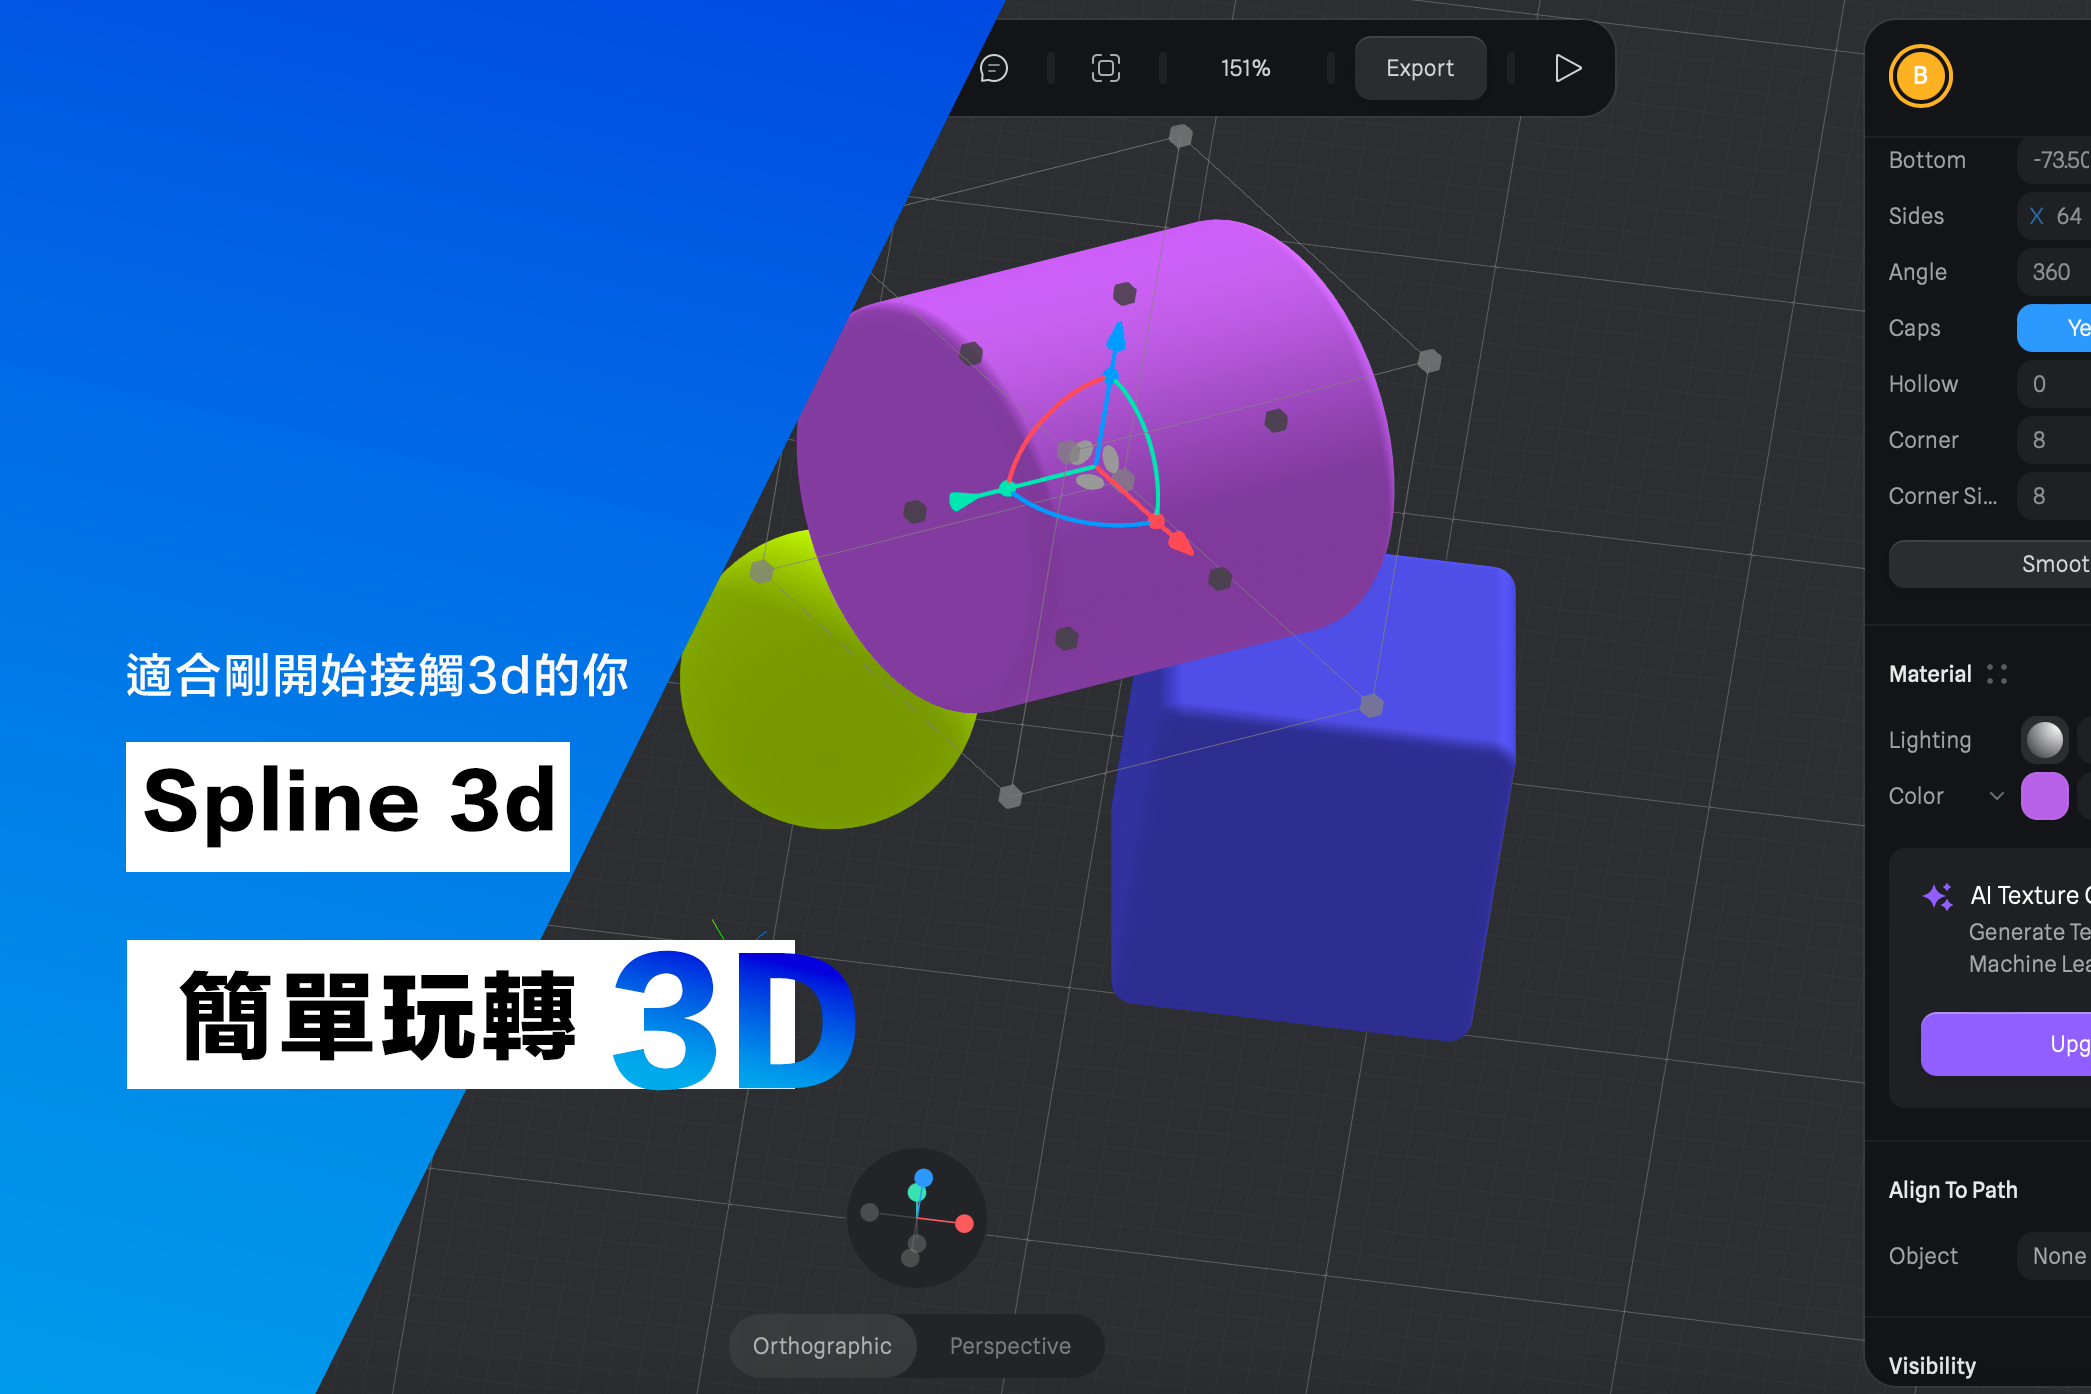 151%
Export
B
Bottom -73.50
Sides X 64
Angle 360
Caps Ye
Hollow 0
Corner 8
Corner Si... 8
Smoot
適合剛開始接觸3d的你
Spline 3d
簡單玩轉 3D
Material
Lighting
Color
AI Texture
Generate Te
Machine Lea
Upg
Align To Path
Object None
Orthographic Perspective
Visibility